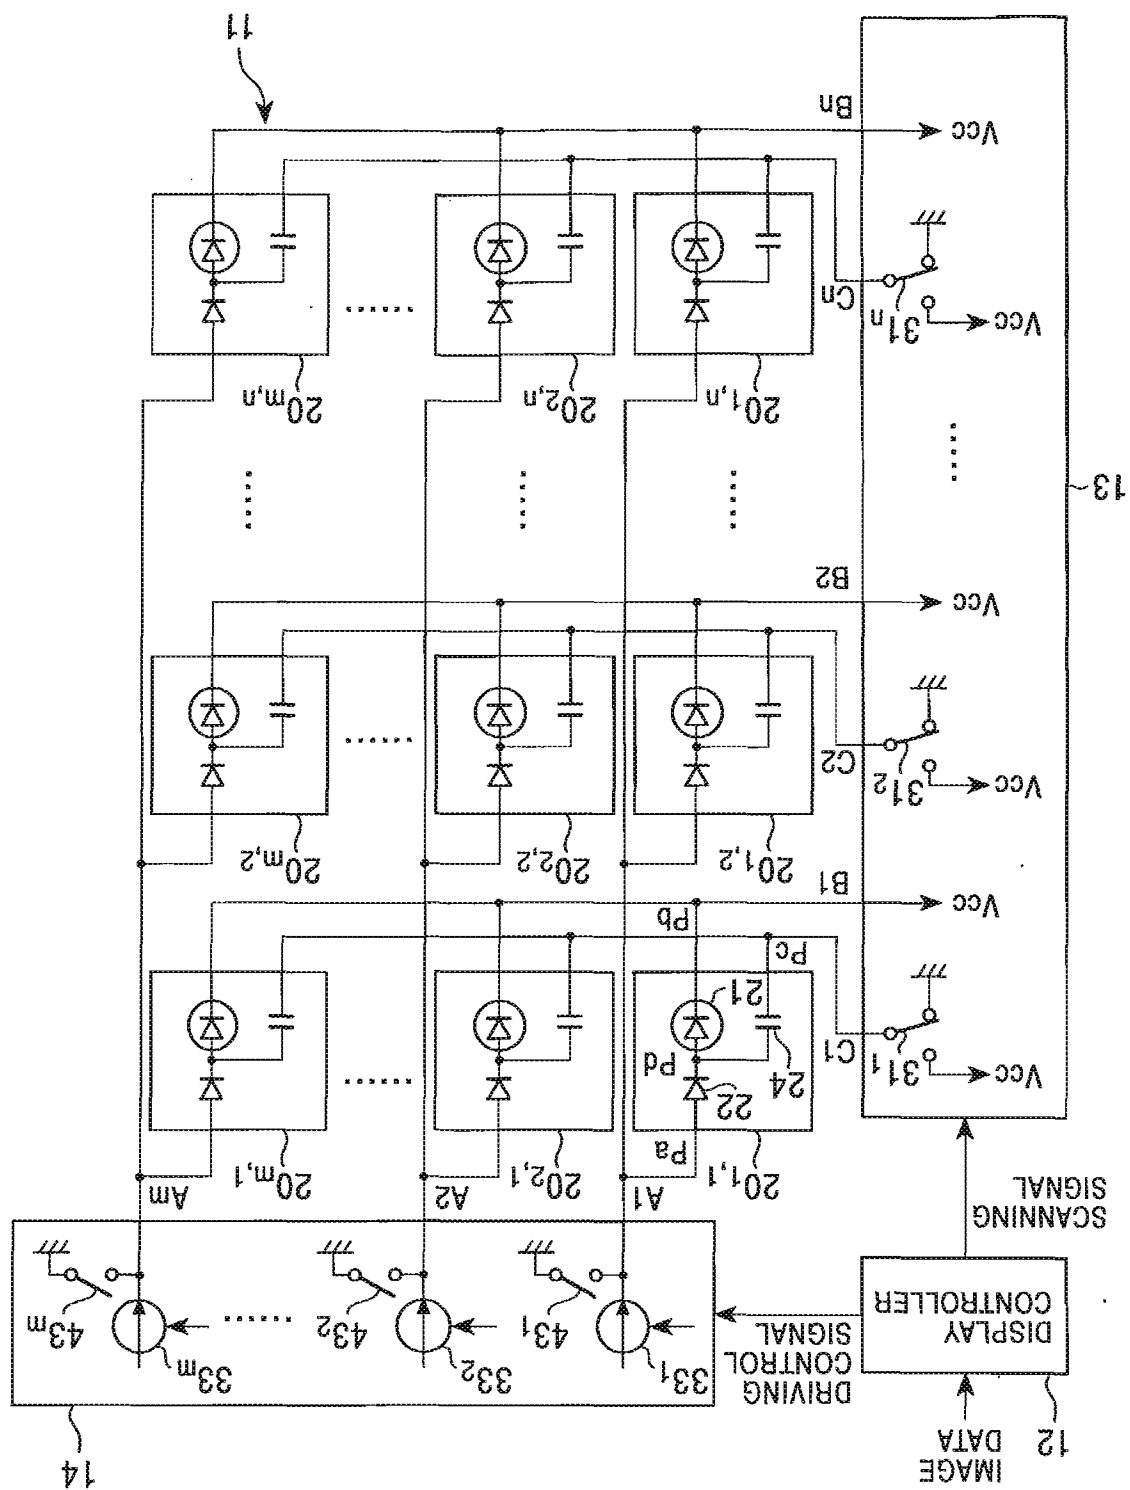 IMAGE
DATA
12
14
DISPLAY
CONTROLLER
DRIVING
CONTROL
SIGNAL
33₁
33₂
33ₘ
43₁
43₂
......
43ₘ
SCANNING
SIGNAL
A1
A2
Am
20₁,₁
20₂,₁
20ₘ,₁
Pa
22
24
Pd
21
......
Vcc
31₁
C1
Pc
Pb
Vcc
B1
20₁,₂
20₂,₂
20ₘ,₂
Vcc
31₂
C2
......
Vcc
B2
13
....
......
......
......
20₁,ₙ
20₂,ₙ
20ₘ,ₙ
Vcc
31ₙ
Cn
......
Vcc
Bn
11